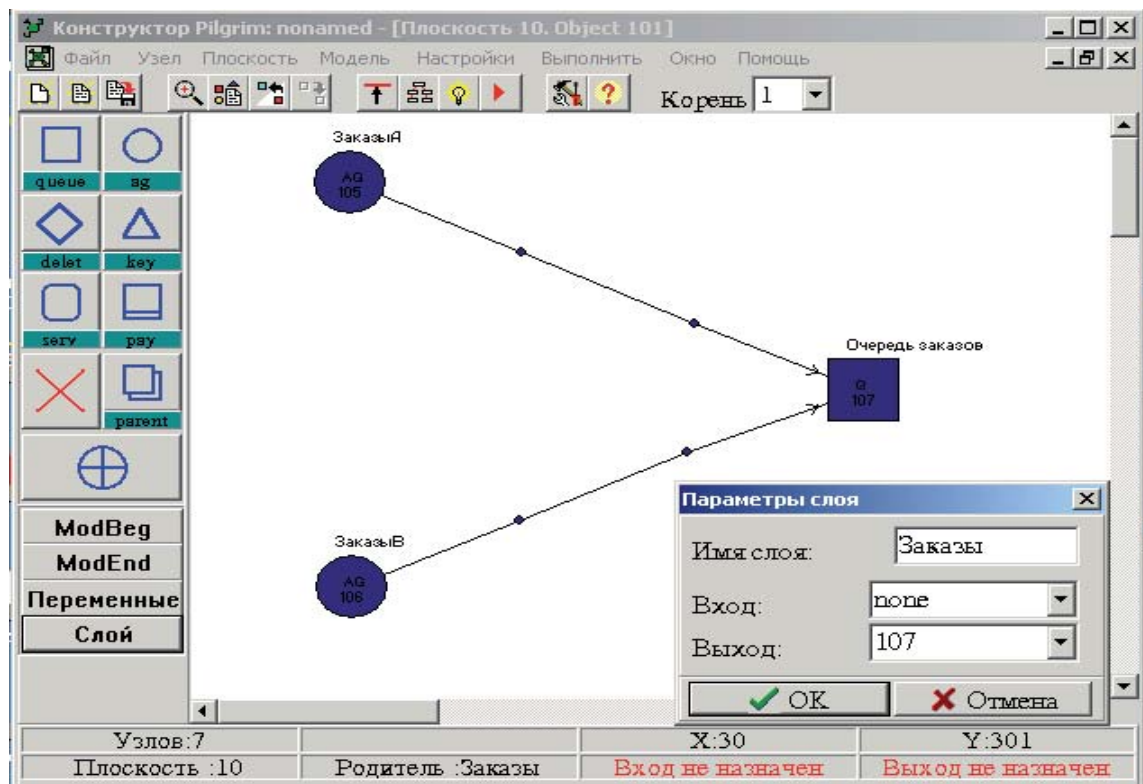 Конструктор Pilgrim: nonamed - [Плоскость 10. Object 101]
Файл Узел Плоскость Модель Настройки Выполнить Окно Помощь
Корень 1
queue ag
delet key
serv pay
parent
ModBeg
ModEnd
Переменные
Слой
ЗаказыА
AG
105
Очередь заказов
Q
107
ЗаказыВ
AG
106
Параметры слоя
Имя слоя: Заказы
Вход: none
Выход: 107
OK Отмена
Узлов:7 X:30 Y:301
Плоскость :10 Родитель :Заказы Вход не назначен Выход не назначен